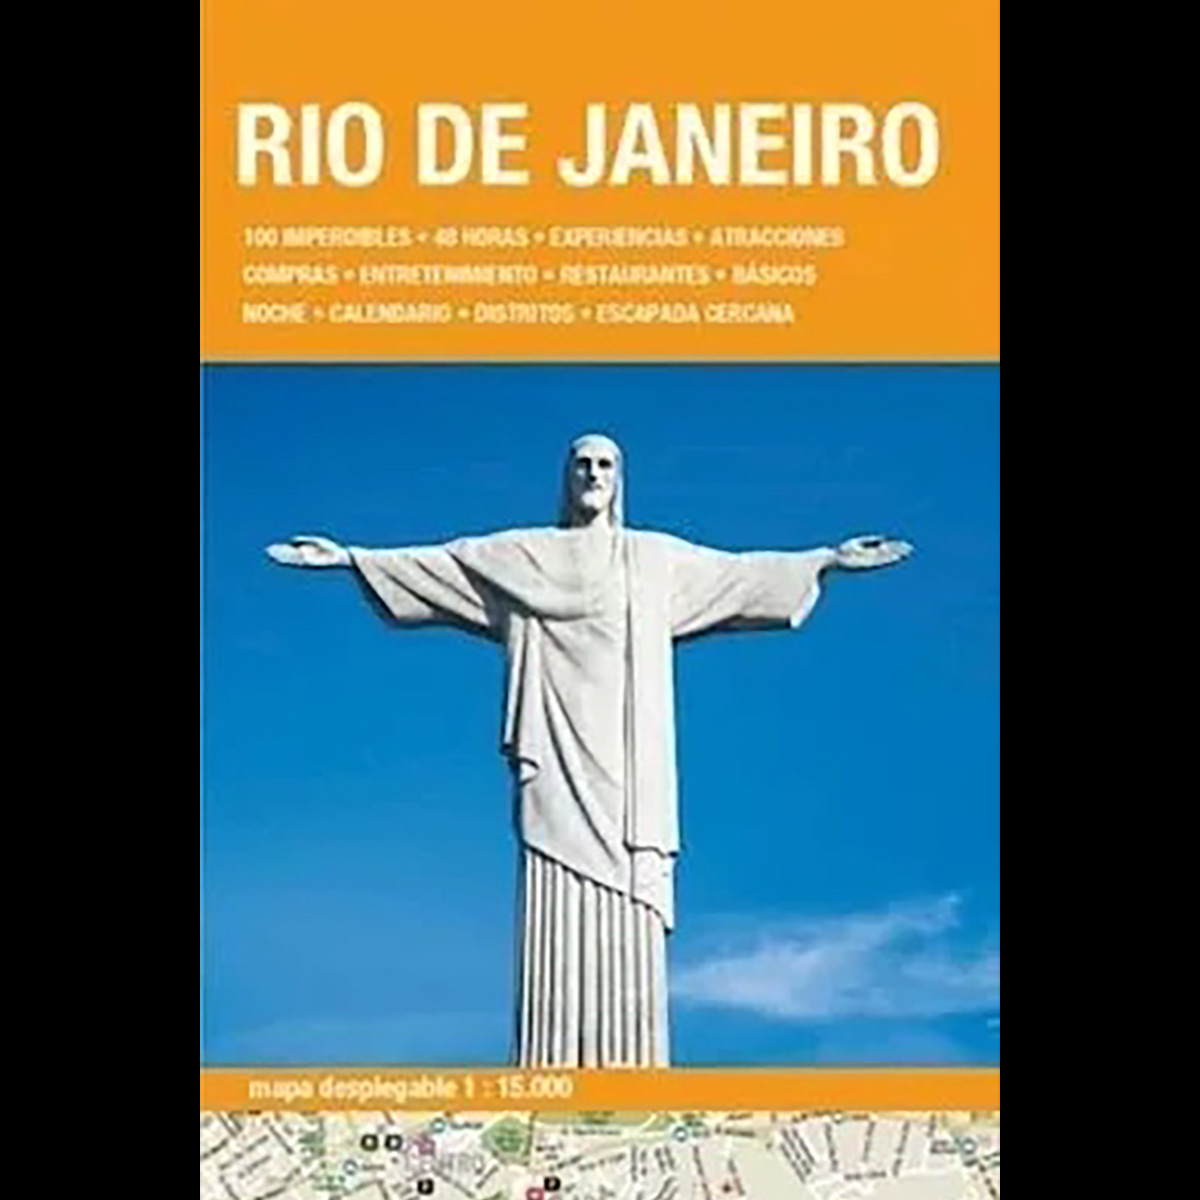 RIO DE JANEIRO
100 IMPERDIBLES • 48 HORAS • EXPERIENCIAS • ATRACCIONES
COMPRAS • ENTRETENIMIENTO • RESTAURANTES • BÁSICOS
NOCHE • CALENDARIO • DISTRITOS • ESCAPADA CERCANA
mapa desplegable 1 : 15.000